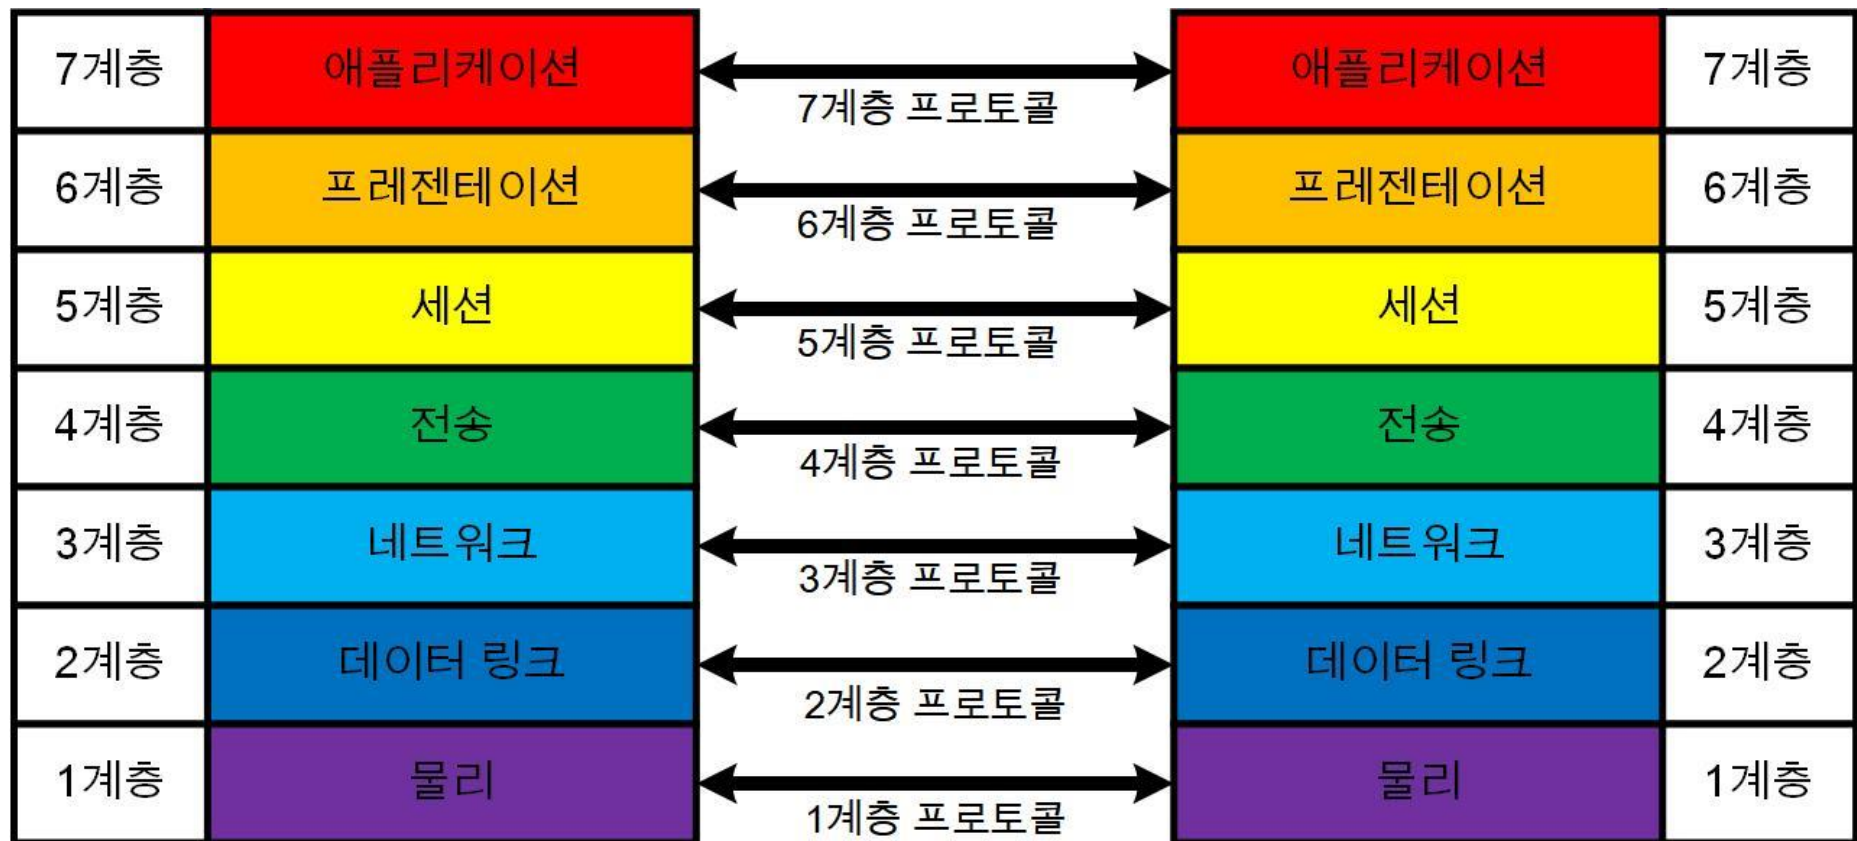 7계층 애플리케이션 애플리케이션 7계층
7계층 프로토콜
6계층 프레젠테이션 프레젠테이션 6계층
6계층 프로토콜
5계층 세션 세션 5계층
5계층 프로토콜
4계층 전송 전송 4계층
4계층 프로토콜
3계층 네트워크 네트워크 3계층
3계층 프로토콜
2계층 데이터 링크 데이터 링크 2계층
2계층 프로토콜
1계층 물리 물리 1계층
1계층 프로토콜